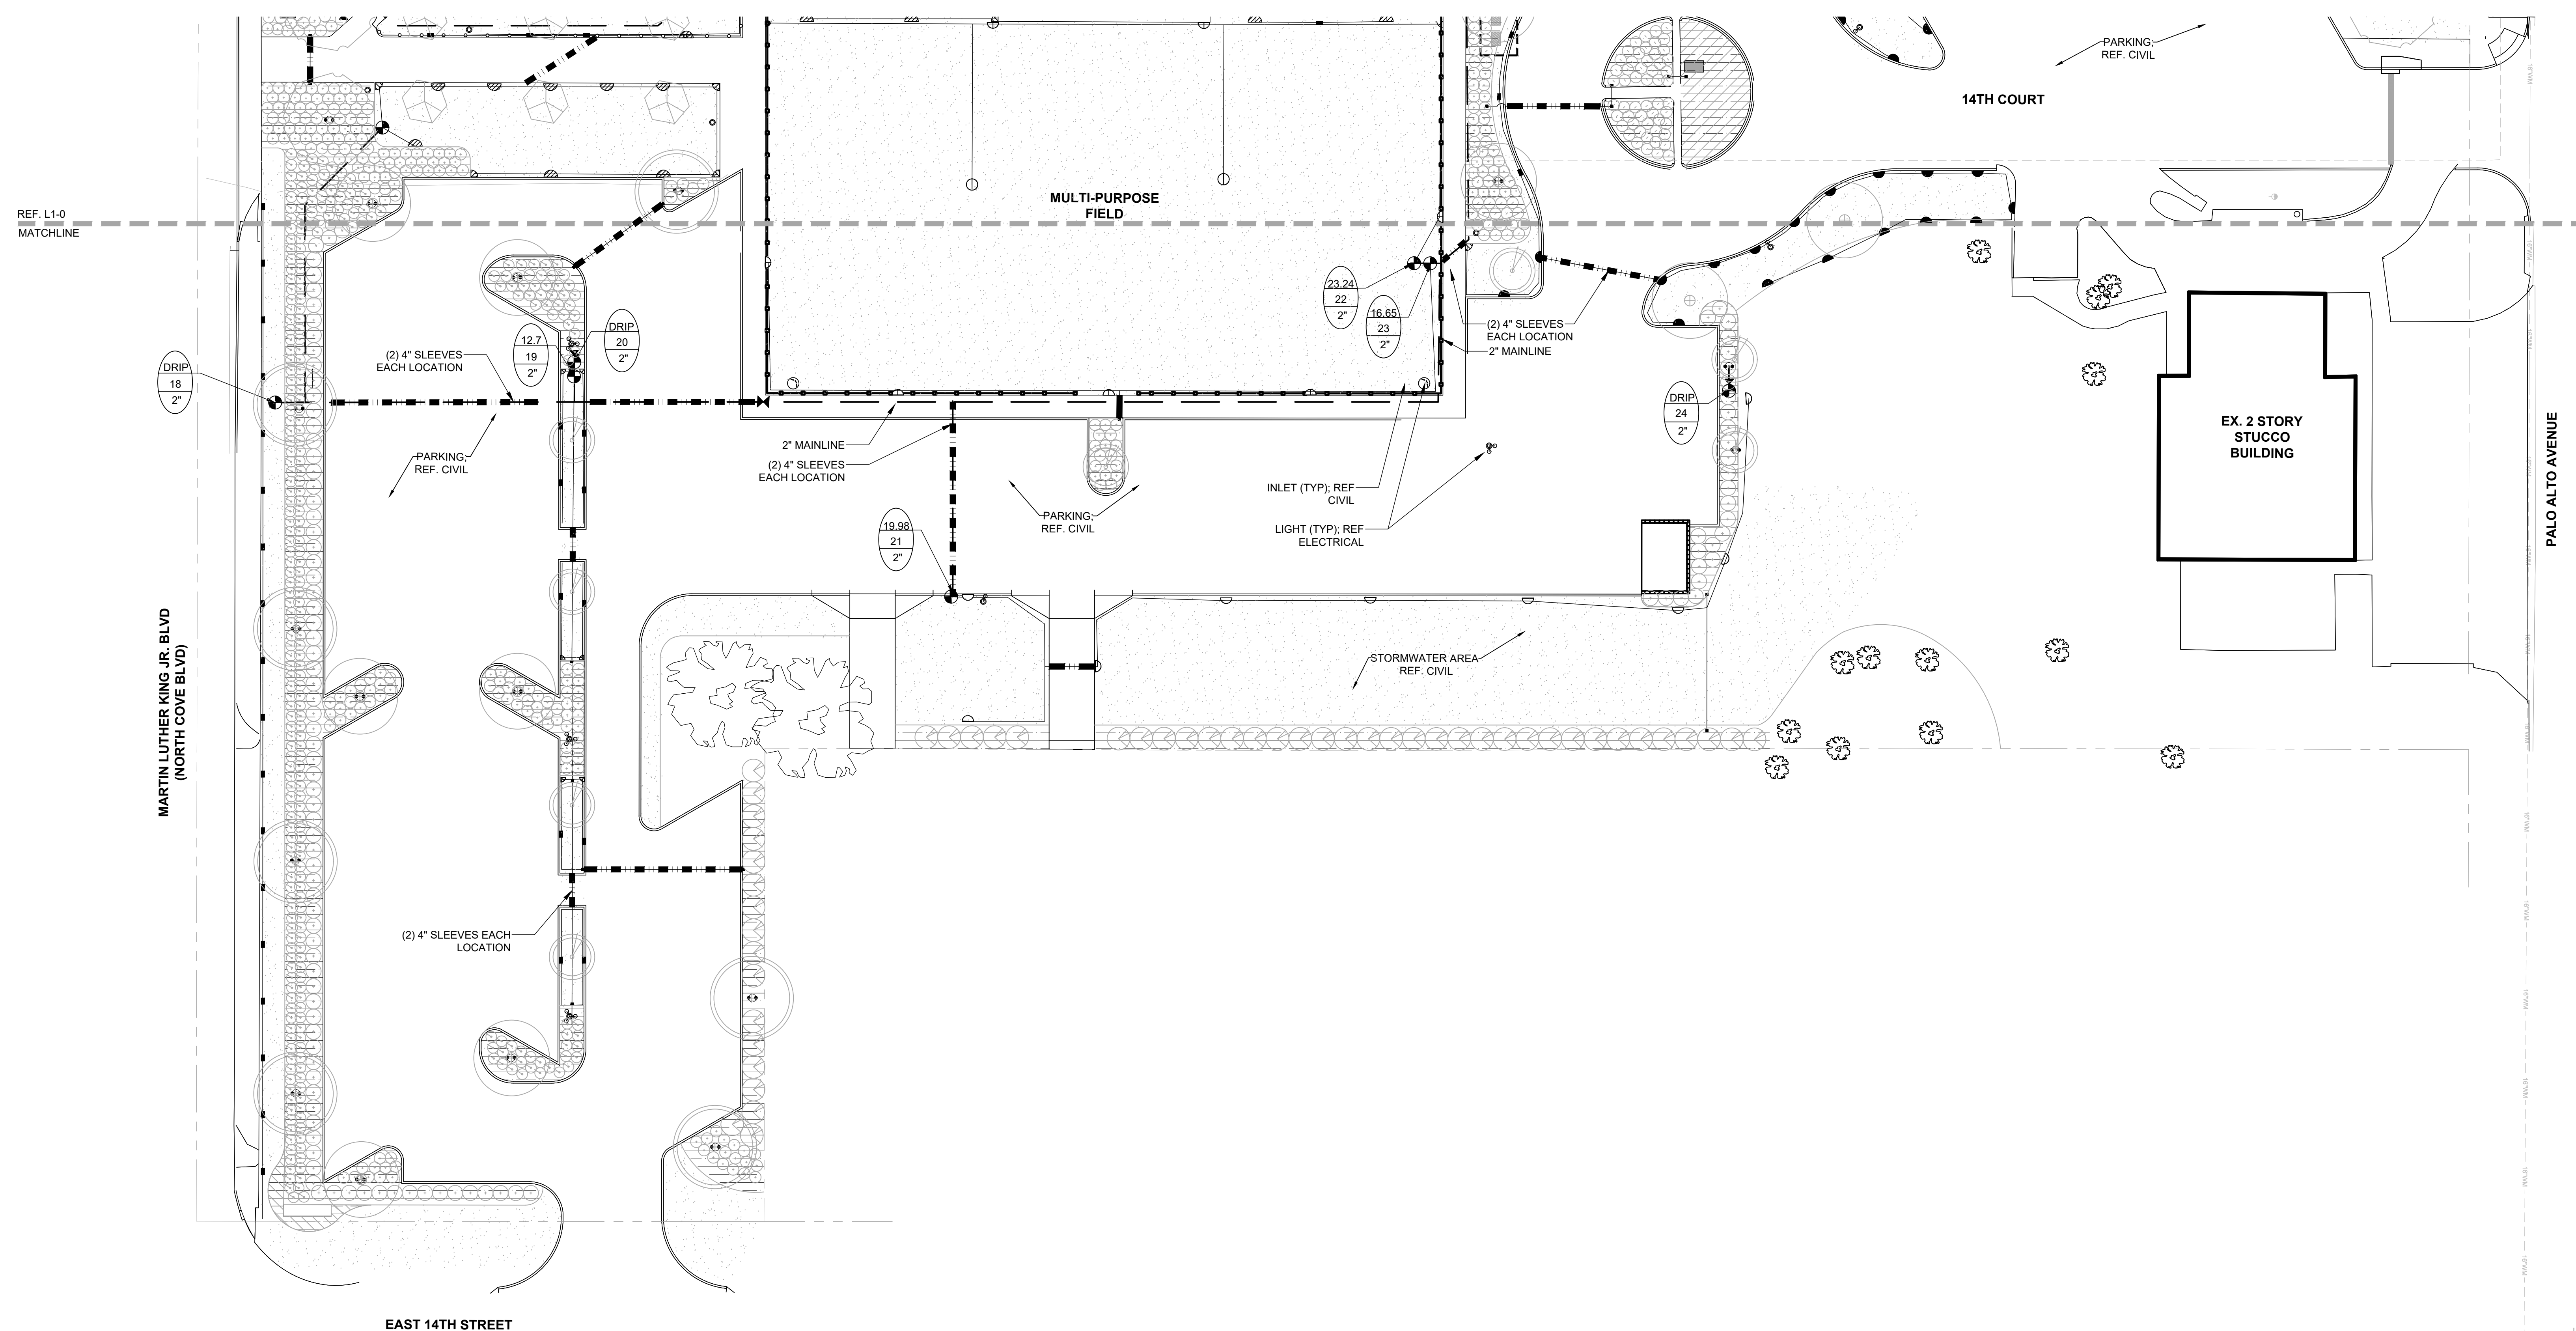 PARKING;
REF. CIVIL
14TH COURT
REF. L1-0
MATCHLINE
MULTI-PURPOSE
FIELD
23.24
22
2"
16.65
23
2"
(2) 4" SLEEVES
EACH LOCATION
2" MAINLINE
12.7
19
2"
DRIP
20
2"
(2) 4" SLEEVES
EACH LOCATION
DRIP
18
2"
DRIP
24
2"
EX. 2 STORY
STUCCO
BUILDING
PALO ALTO AVENUE
2" MAINLINE
(2) 4" SLEEVES
EACH LOCATION
PARKING;
REF. CIVIL
INLET (TYP); REF
CIVIL
PARKING;
REF. CIVIL
LIGHT (TYP); REF
ELECTRICAL
19.98
21
2"
STORMWATER AREA
REF. CIVIL
MARTIN LUTHER KING JR. BLVD
(NORTH COVE BLVD)
(2) 4" SLEEVES EACH
LOCATION
EAST 14TH STREET